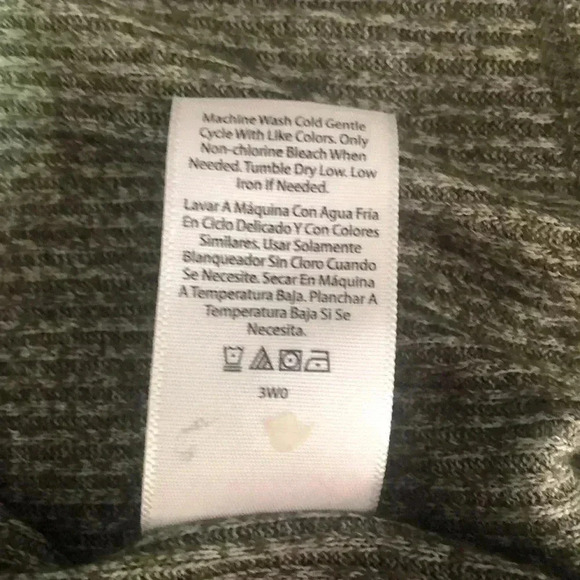 Machine Wash Cold Gentle
Cycle With Like Colors. Only
Non-chlorine Bleach When
Needed. Tumble Dry Low. Low
Iron If Needed.
Lavar A Máquina Con Agua Fría
En Ciclo Delicado Y Con Colores
Similares. Usar Solamente
Blanqueador Sin Cloro Cuando
Se Necesite. Secar En Máquina
A Temperatura Baja. Planchar A
Temperatura Baja Si Se
Necesita.
3W0